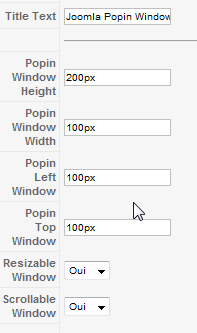 Title Text
Joomla Popin Window
Popin
Window
Height
200px
Popin
Window
Width
100px
Popin
Left
Window
100px
Popin
Top
Window
100px
Resizable
Window
Oui
Scrollable
Window
Oui